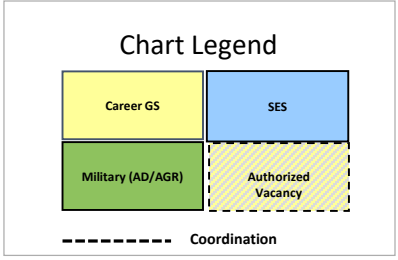 Chart Legend
Career GS
SES
Military (AD/AGR)
Authorized
Vacancy
Coordination